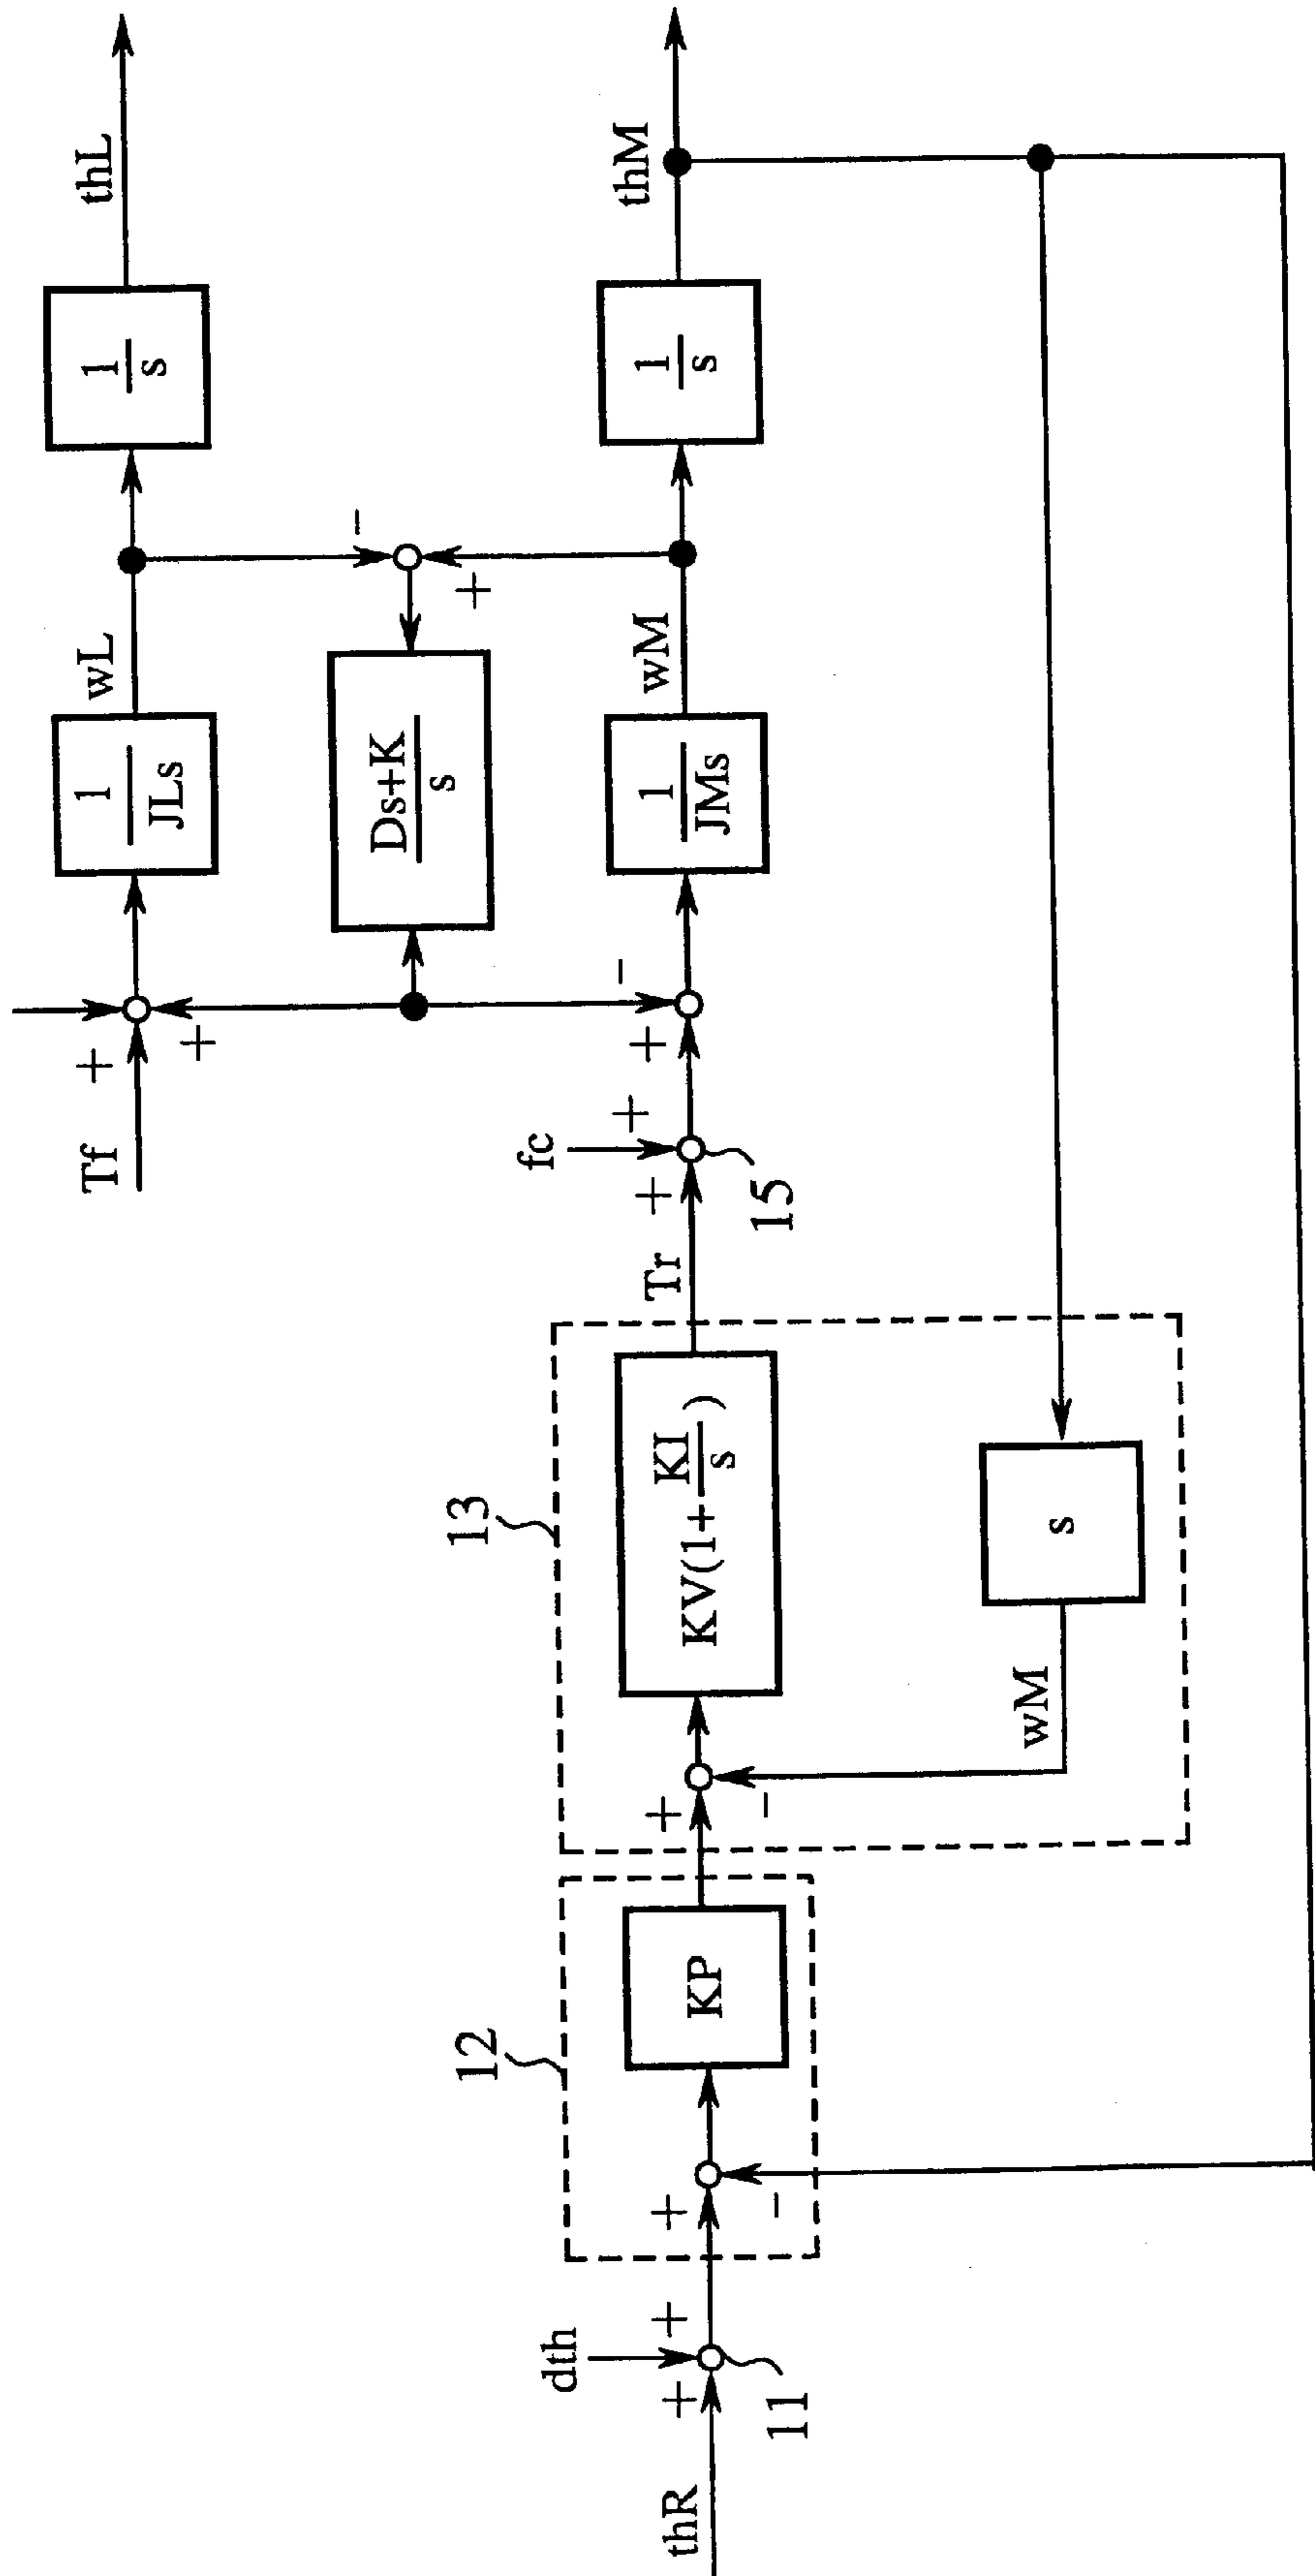 thL
1
s
wL
1
JLs
+
+
Tf
-
+
Ds+K
s
thM
1
s
wM
1
JMs
-
+
fc
+
+
15
Tr
13
KV(1+KI/s)
s
wM
+
-
12
KP
+
-
dth
+
+
11
thR